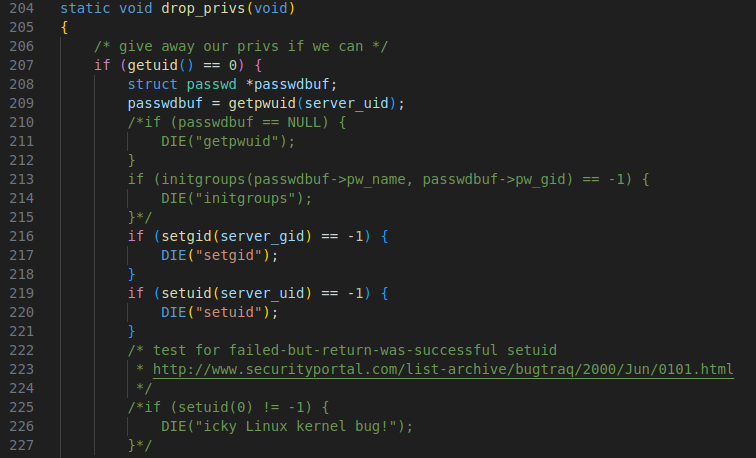 204 static void drop_privs(void)
205 {
206 /* give away our privs if we can */
207 if (getuid() == 0) {
208 struct passwd *passwdbuf;
209 passwdbuf = getpwuid(server_uid);
210 /*if (passwdbuf == NULL) {
211 DIE("getpwuid");
212 }
213 if (initgroups(passwdbuf->pw_name, passwdbuf->pw_gid) == -1) {
214 DIE("initgroups");
215 }*/
216 if (setgid(server_gid) == -1) {
217 DIE("setgid");
218 }
219 if (setuid(server_uid) == -1) {
220 DIE("setuid");
221 }
222 /* test for failed-but-return-was-successful setuid
223 * http://www.securityportal.com/list-archive/bugtraq/2000/Jun/0101.html
224 */
225 /*if (setuid(0) != -1) {
226 DIE("icky Linux kernel bug!");
227 }*/